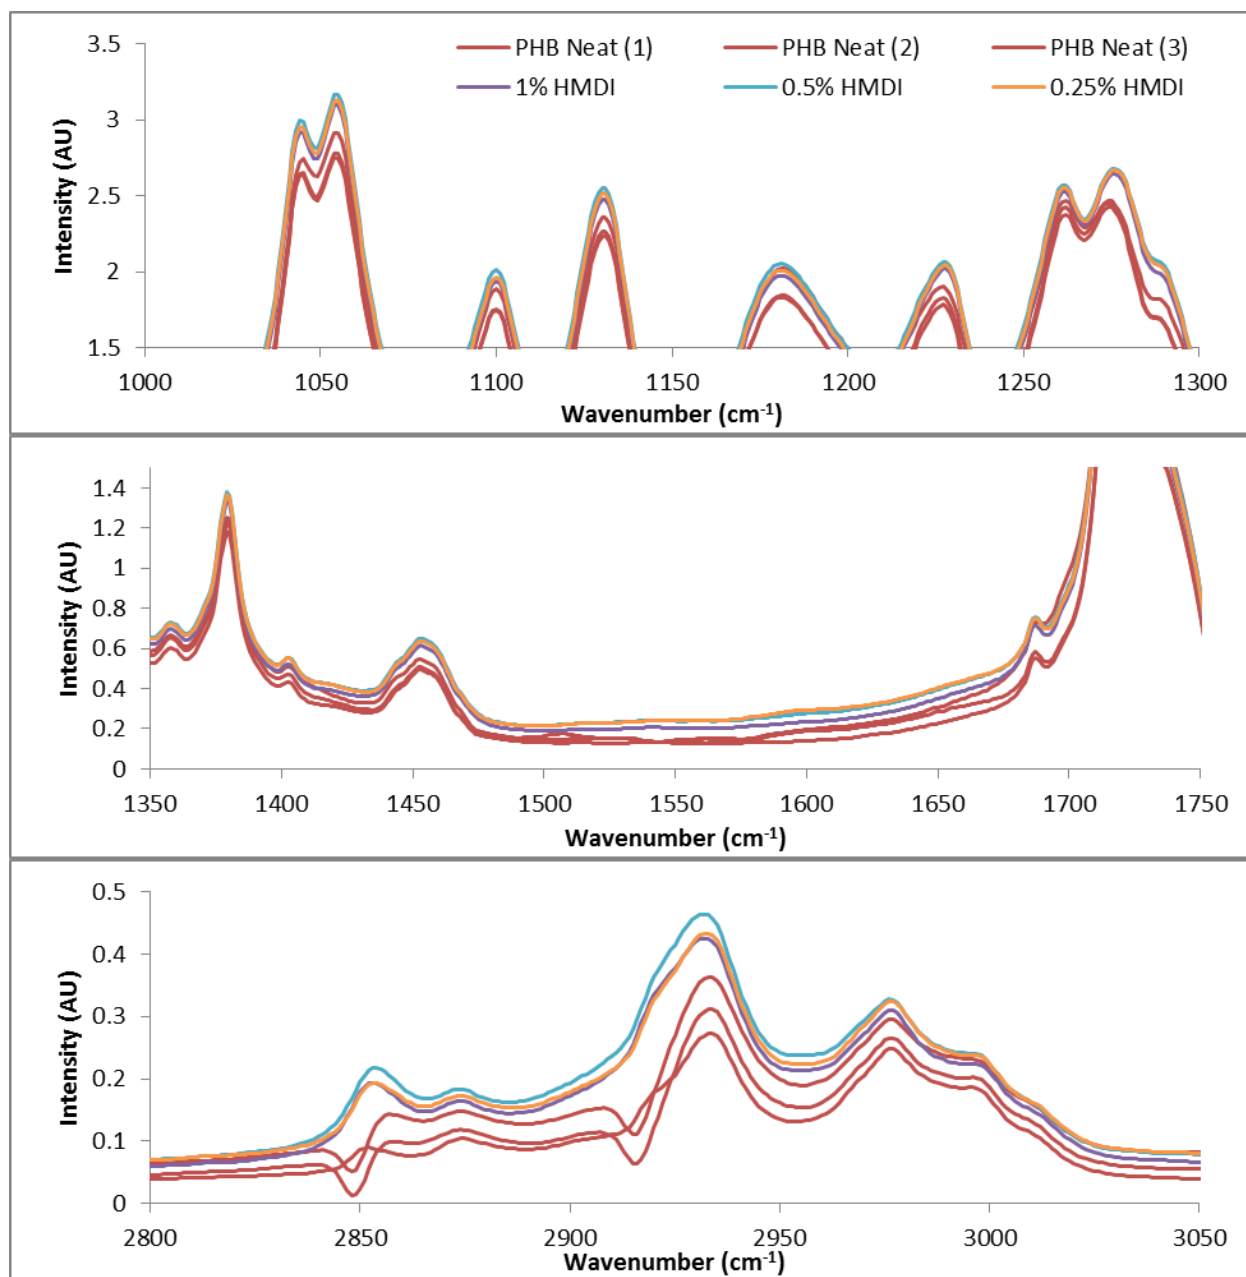 PHB Neat (1) PHB Neat (2) PHB Neat (3)
1% HMDI 0.5% HMDI 0.25% HMDI
Intensity (AU)
3.5
3
2.5
2
1.5
1000 1050 1100 1150 1200 1250 1300
Wavenumber (cm⁻¹)
Intensity (AU)
1.4
1.2
1
0.8
0.6
0.4
0.2
0
1350 1400 1450 1500 1550 1600 1650 1700 1750
Wavenumber (cm⁻¹)
Intensity (AU)
0.5
0.4
0.3
0.2
0.1
0
2800 2850 2900 2950 3000 3050
Wavenumber (cm⁻¹)